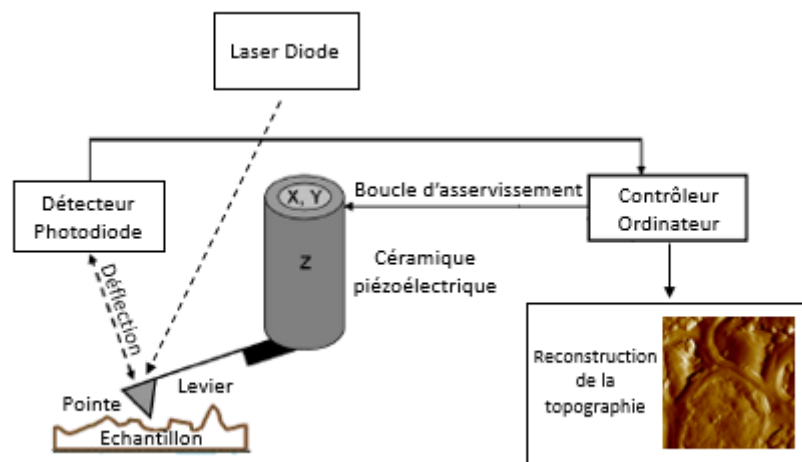 Laser Diode
Détecteur
Photodiode
X, Y
Boucle d'asservissement
Contrôleur
Ordinateur
Z
Céramique
piézoélectrique
Déflection
Levier
Pointe
Echantillon
Reconstruction
de la
topographie